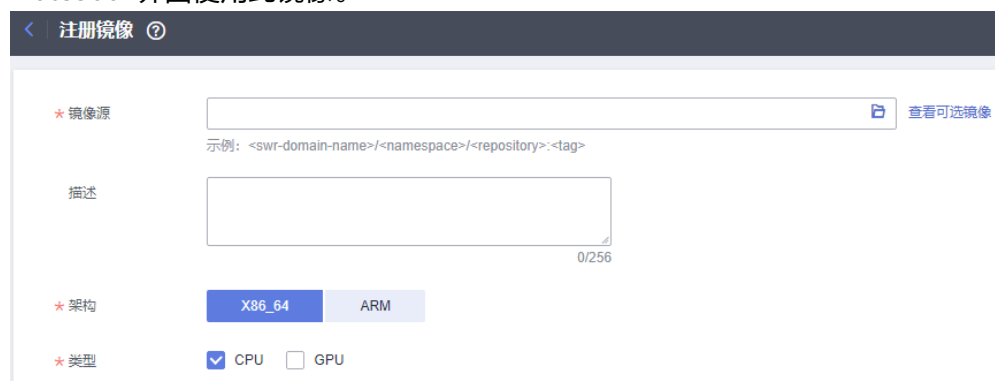 注册镜像
* 镜像源
查看可选镜像
示例：<swr-domain-name>/<namespace>/<repository>:<tag>
描述
0/256
* 架构 X86_64 ARM
* 类型 CPU GPU